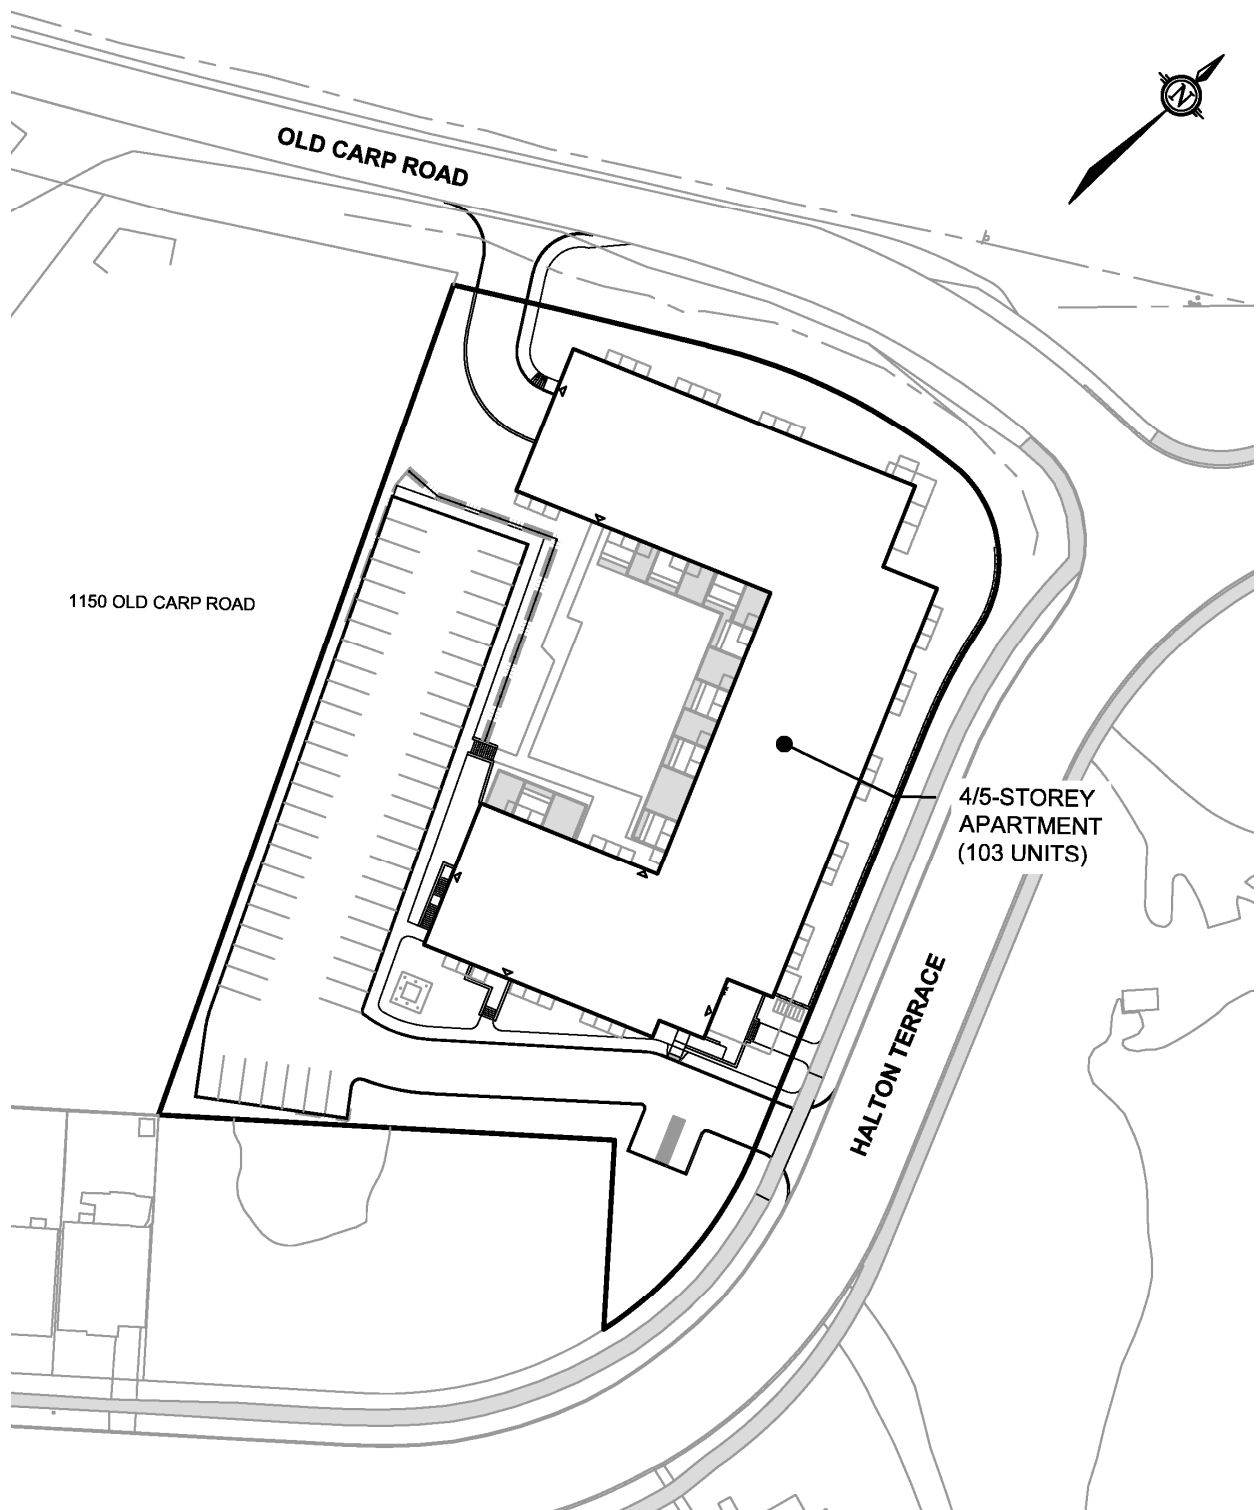 OLD CARP ROAD
N
1150 OLD CARP ROAD
4/5-STOREY
APARTMENT
(103 UNITS)
HALTON TERRACE